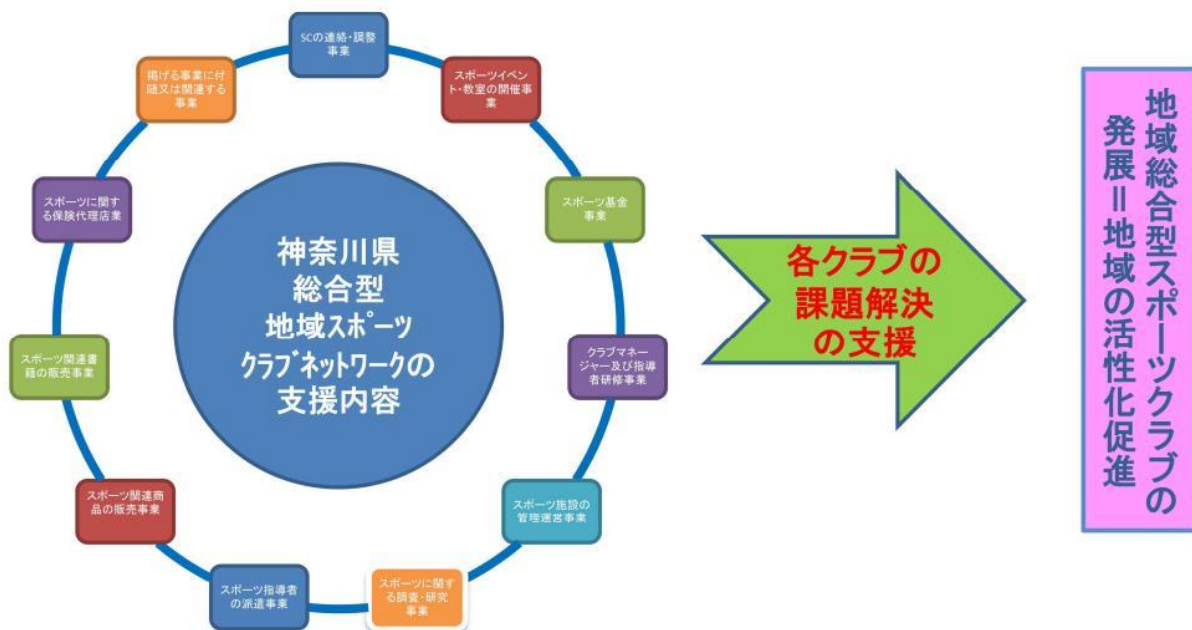 SCの連絡・調整
事業
スポーツイベン
ト・教室の開催事
業
スポーツ基金
事業
クラブマネー
ジャー及び指導
者研修事業
スポーツ施設の
管理運営事業
スポーツに関す
る調査・研究
事業
スポーツ指導者
の派遣事業
スポーツ関連商
品の販売事業
スポーツ関連書
籍の販売事業
スポーツに関す
る保険代理店業
掲げる事業に付
随又は関連する
事業
神奈川県
総合型
地域スポーツ
クラブネットワークの
支援内容
各クラブの
課題解決
の支援
地域総合型スポーツクラブの
発展＝地域の活性化促進